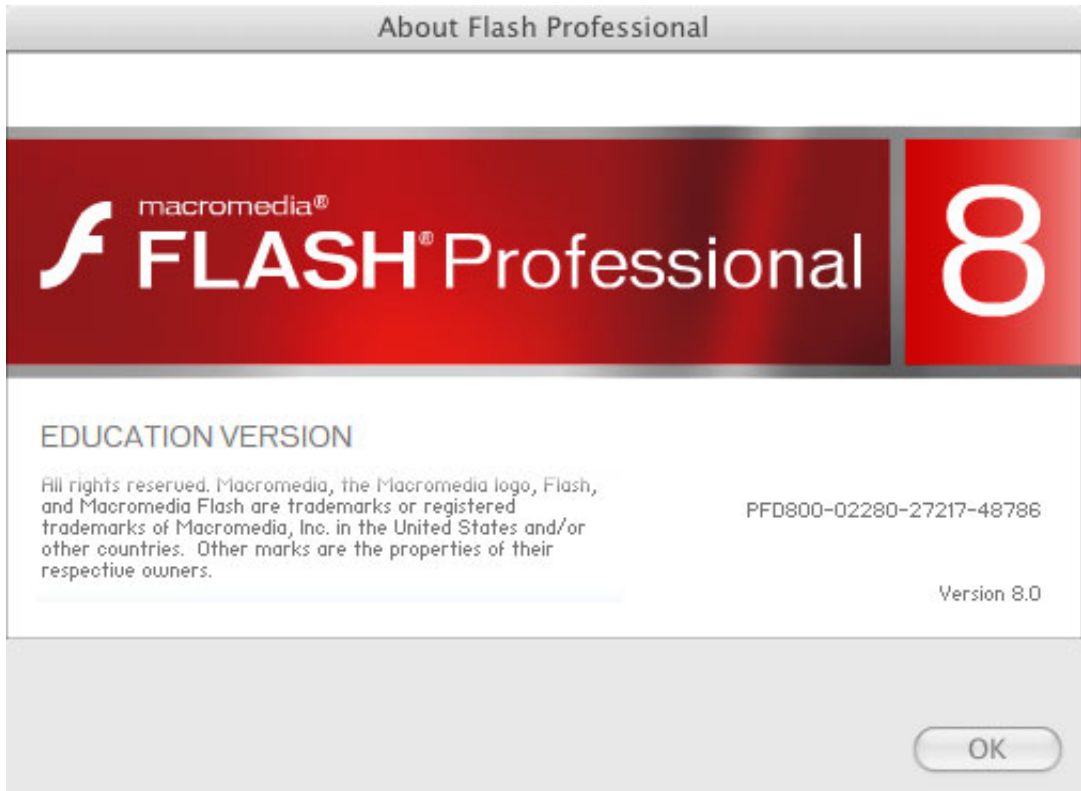 About Flash Professional
macromedia®
FLASH® Professional
8
EDUCATION VERSION
All rights reserved. Macromedia, the Macromedia logo, Flash,
and Macromedia Flash are trademarks or registered
trademarks of Macromedia, Inc. in the United States and/or
other countries. Other marks are the properties of their
respective owners.
PFD800-02280-27217-48786
Version 8.0
OK